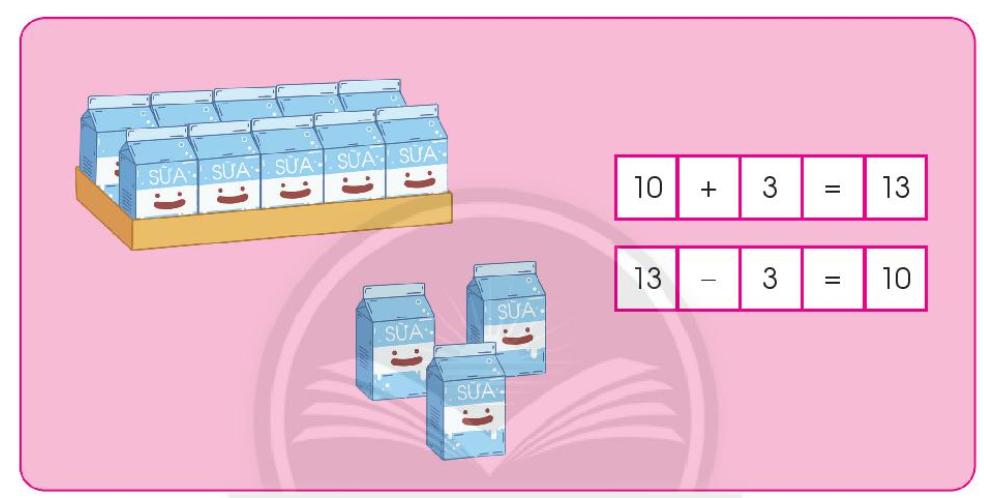 SỮA SỮA SỮA SỮA SỮA
10 + 3 = 13
13 – 3 = 10
SỮA
SỮA
SỮA